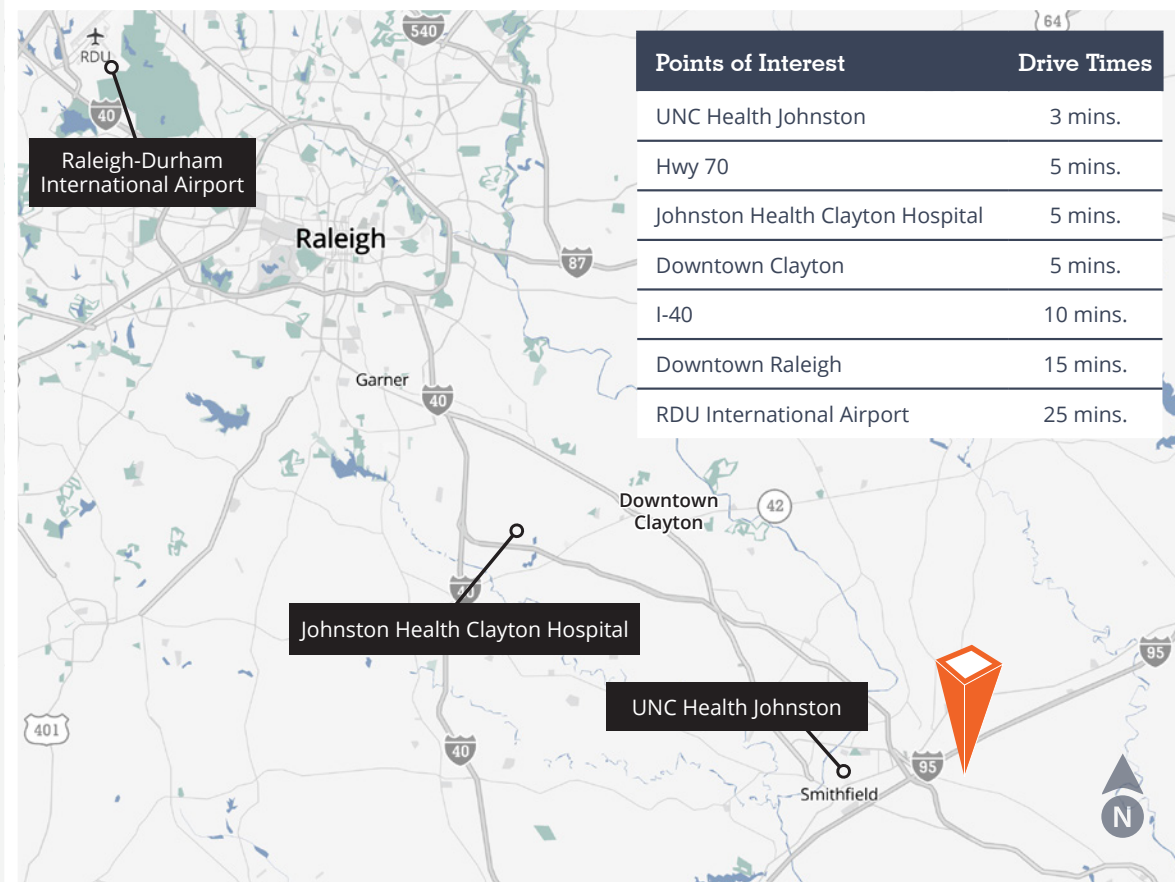 64
540
RDU
40
Raleigh-Durham
International Airport
Raleigh
87
Points of Interest Drive Times
UNC Health Johnston 3 mins.
Hwy 70 5 mins.
Johnston Health Clayton Hospital 5 mins.
Downtown Clayton 5 mins.
I-40 10 mins.
Downtown Raleigh 15 mins.
RDU International Airport 25 mins.
Garner
40
Downtown
Clayton
42
40
Johnston Health Clayton Hospital
95
UNC Health Johnston
401
40
95
Smithfield
N